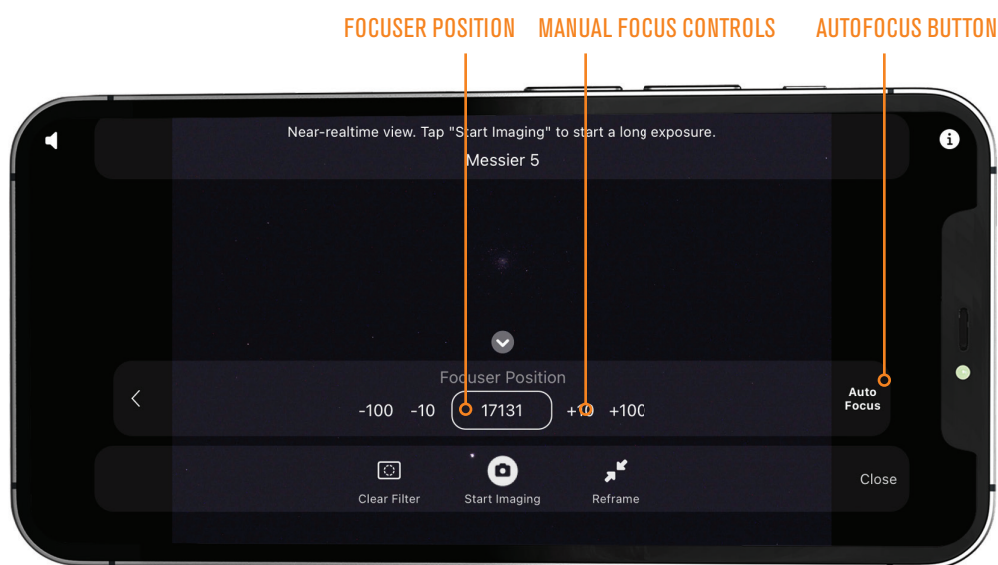 FOCUSER POSITION MANUAL FOCUS CONTROLS AUTOFOCUS BUTTON
Near-realtime view. Tap "Start Imaging" to start a long exposure.
Messier 5
Focuser Position
-100 -10 17131 +10 +100
Auto
Focus
Clear Filter Start Imaging Reframe
Close